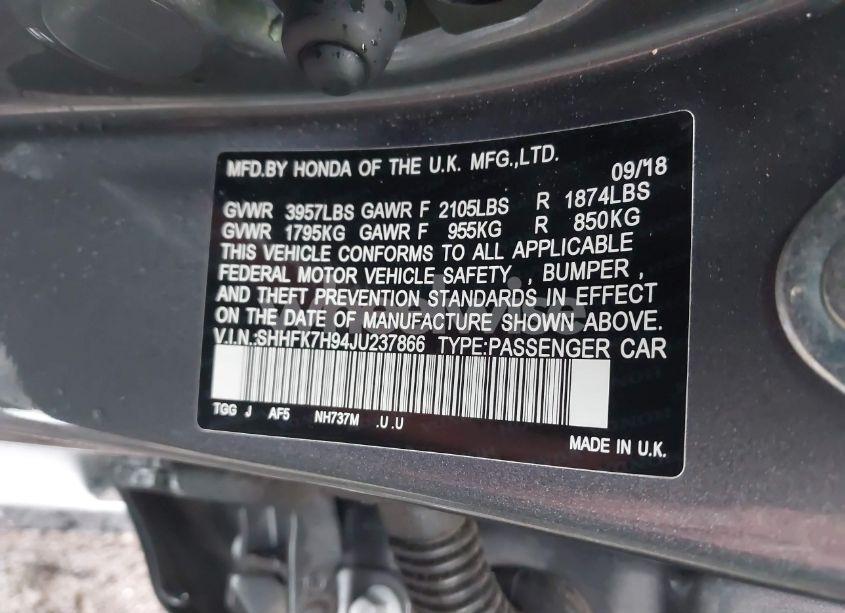 MFD.BY HONDA OF THE U.K. MFG.,LTD.
09/18
GVWR 3957LBS GAWR F 2105LBS R 1874LBS
GVWR 1795KG GAWR F 955KG R 850KG
THIS VEHICLE CONFORMS TO ALL APPLICABLE
FEDERAL MOTOR VEHICLE SAFETY , BUMPER ,
AND THEFT PREVENTION STANDARDS IN EFFECT
ON THE DATE OF MANUFACTURE SHOWN ABOVE.
V.I.N.:SHHFK7H94JU237866 TYPE:PASSENGER CAR
TGG J AF5 NH737M .U .U
MADE IN U.K.